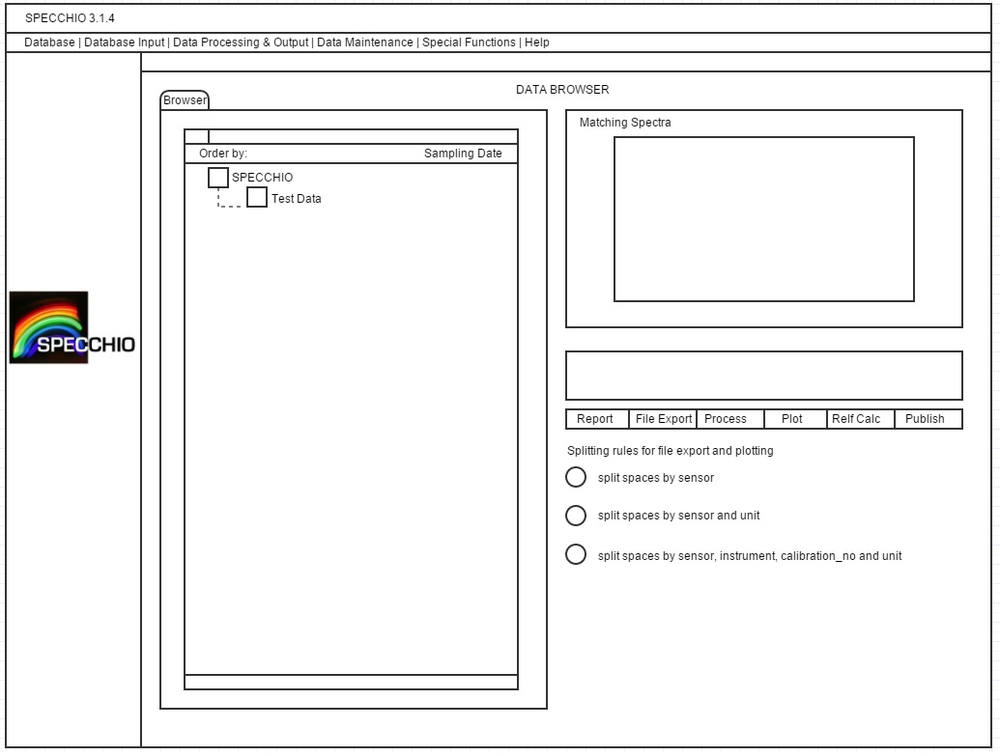 SPECCHIO 3.1.4
Database | Database Input | Data Processing & Output | Data Maintenance | Special Functions | Help
DATA BROWSER
Browser
Order by: Sampling Date
SPECCHIO
Test Data
SPECCHIO
Matching Spectra
Report File Export Process Plot Relf Calc Publish
Splitting rules for file export and plotting
split spaces by sensor
split spaces by sensor and unit
split spaces by sensor, instrument, calibration_no and unit